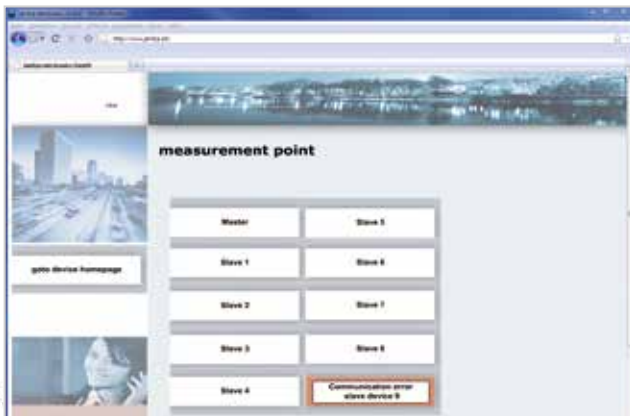 measurement point
Master
Slave 5
Slave 1
Slave 6
goto device homepage
Slave 2
Slave 7
Slave 3
Slave 8
Slave 4
Communication error
slave device 9